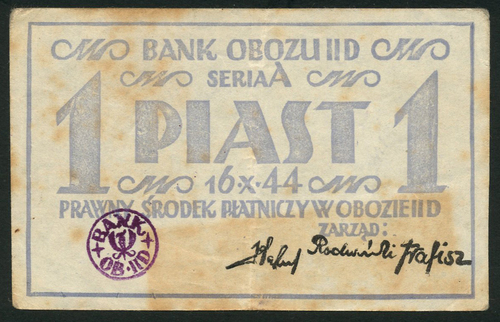 BANK OBOZU IID
SERIA A
1 PIAST 1
16·X·44
PRAWNY ŚRODEK PŁATNICZY W OBOZIE IID
ZARZĄD:
BANK
OB·IID